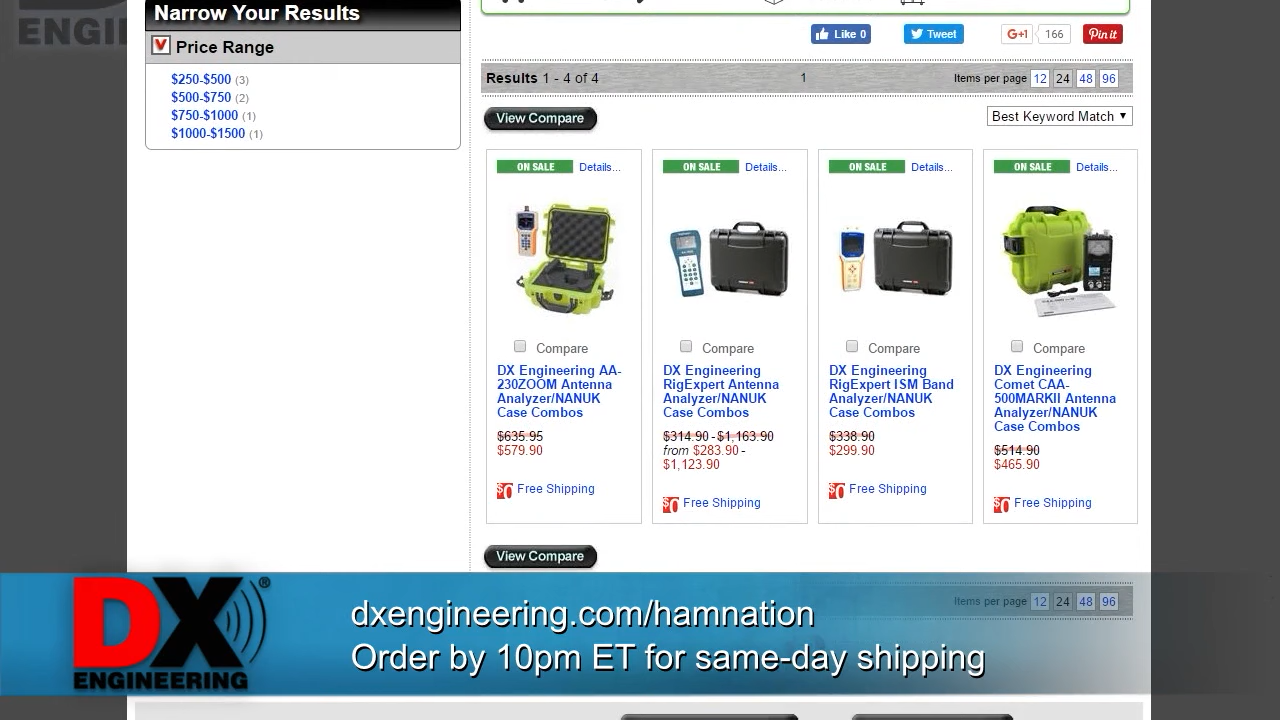 ENGI
Narrow Your Results
Price Range
$250-$500 (3)
$500-$750 (2)
$750-$1000 (1)
$1000-$1500 (1)
Like 0
Tweet
G+1
166
Pin it
Results 1 - 4 of 4
1
Items per page 12 24 48 96
View Compare
Best Keyword Match
ON SALE Details...
Compare
DX Engineering AA-
230ZOOM Antenna
Analyzer/NANUK
Case Combos
$635.95
$579.90
$0 Free Shipping
ON SALE Details...
Compare
DX Engineering
RigExpert Antenna
Analyzer/NANUK
Case Combos
$314.90 - $1,163.90
from $283.90 -
$1,123.90
$0 Free Shipping
ON SALE Details...
Compare
DX Engineering
RigExpert ISM Band
Analyzer/NANUK
Case Combos
$338.90
$299.90
$0 Free Shipping
ON SALE Details...
Compare
DX Engineering
Comet CAA-
500MARKII Antenna
Analyzer/NANUK
Case Combos
$514.90
$465.90
$0 Free Shipping
View Compare
Items per page 12 24 48 96
DX®
ENGINEERING
dxengineering.com/hamnation
Order by 10pm ET for same-day shipping